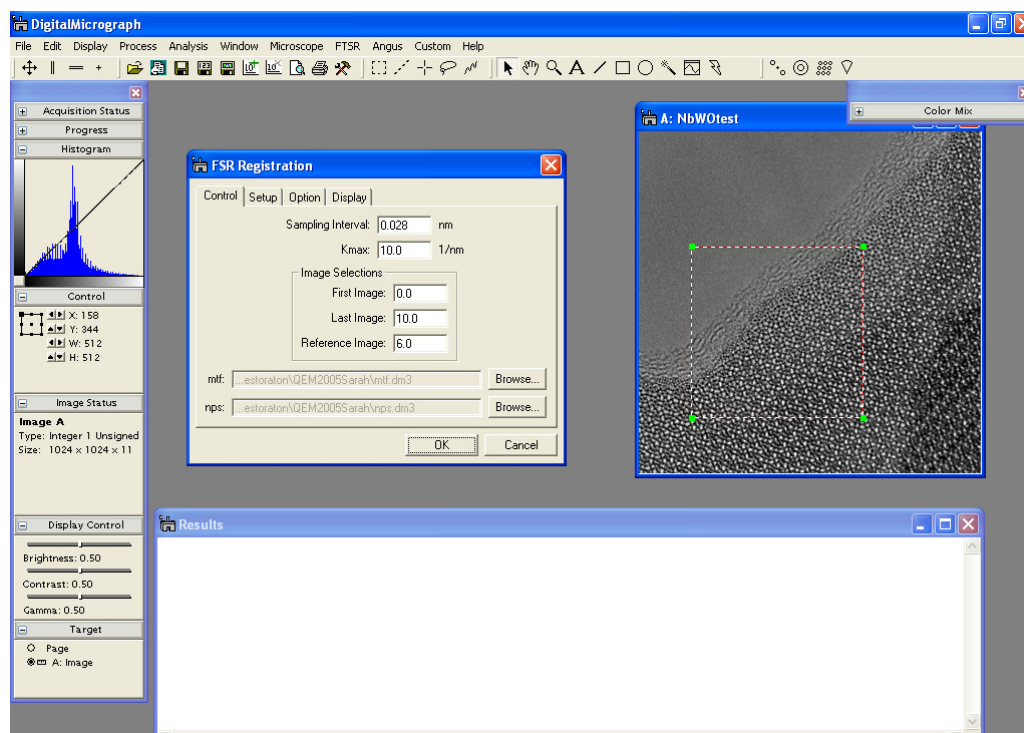 DigitalMicrograph
File Edit Display Process Analysis Window Microscope FTSR Angus Custom Help
Acquisition Status
Progress
Histogram
Control
X: 158
Y: 344
W: 512
H: 512
Image Status
Image A
Type: Integer 1 Unsigned
Size: 1024 x 1024 x 11
Display Control
Brightness: 0.50
Contrast: 0.50
Gamma: 0.50
Target
Page
A: Image
FSR Registration
Control Setup Option Display
Sampling Interval: 0.028 nm
Kmax: 10.0 1/nm
Image Selections
First Image: 0.0
Last Image: 10.0
Reference Image: 6.0
mtf: ...estoraton\QEM2005Sarah\mtf.dm3 Browse...
nps: ...estoraton\QEM2005Sarah\nps.dm3 Browse...
OK Cancel
A: NbWOtest
Color Mix
Results